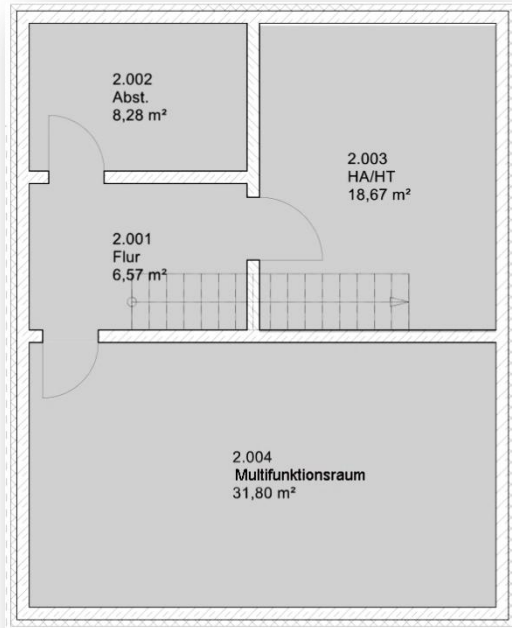 2.002
Abst.
8,28 m²
2.003
HA/HT
18,67 m²
2.001
Flur
6,57 m²
2.004
Multifunktionsraum
31,80 m²